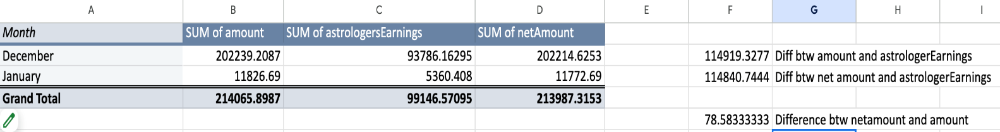 A B C D E F G H I
Month SUM of amount SUM of astrologersEarnings SUM of netAmount
December 202239.2087 93786.16295 202214.6253 114919.3277 Diff btw amount and astrologerEarnings
January 11826.69 5360.408 11772.69 114840.7444 Diff btw net amount and astrologerEarnings
Grand Total 214065.8987 99146.57095 213987.3153
78.58333333 Difference btw netamount and amount